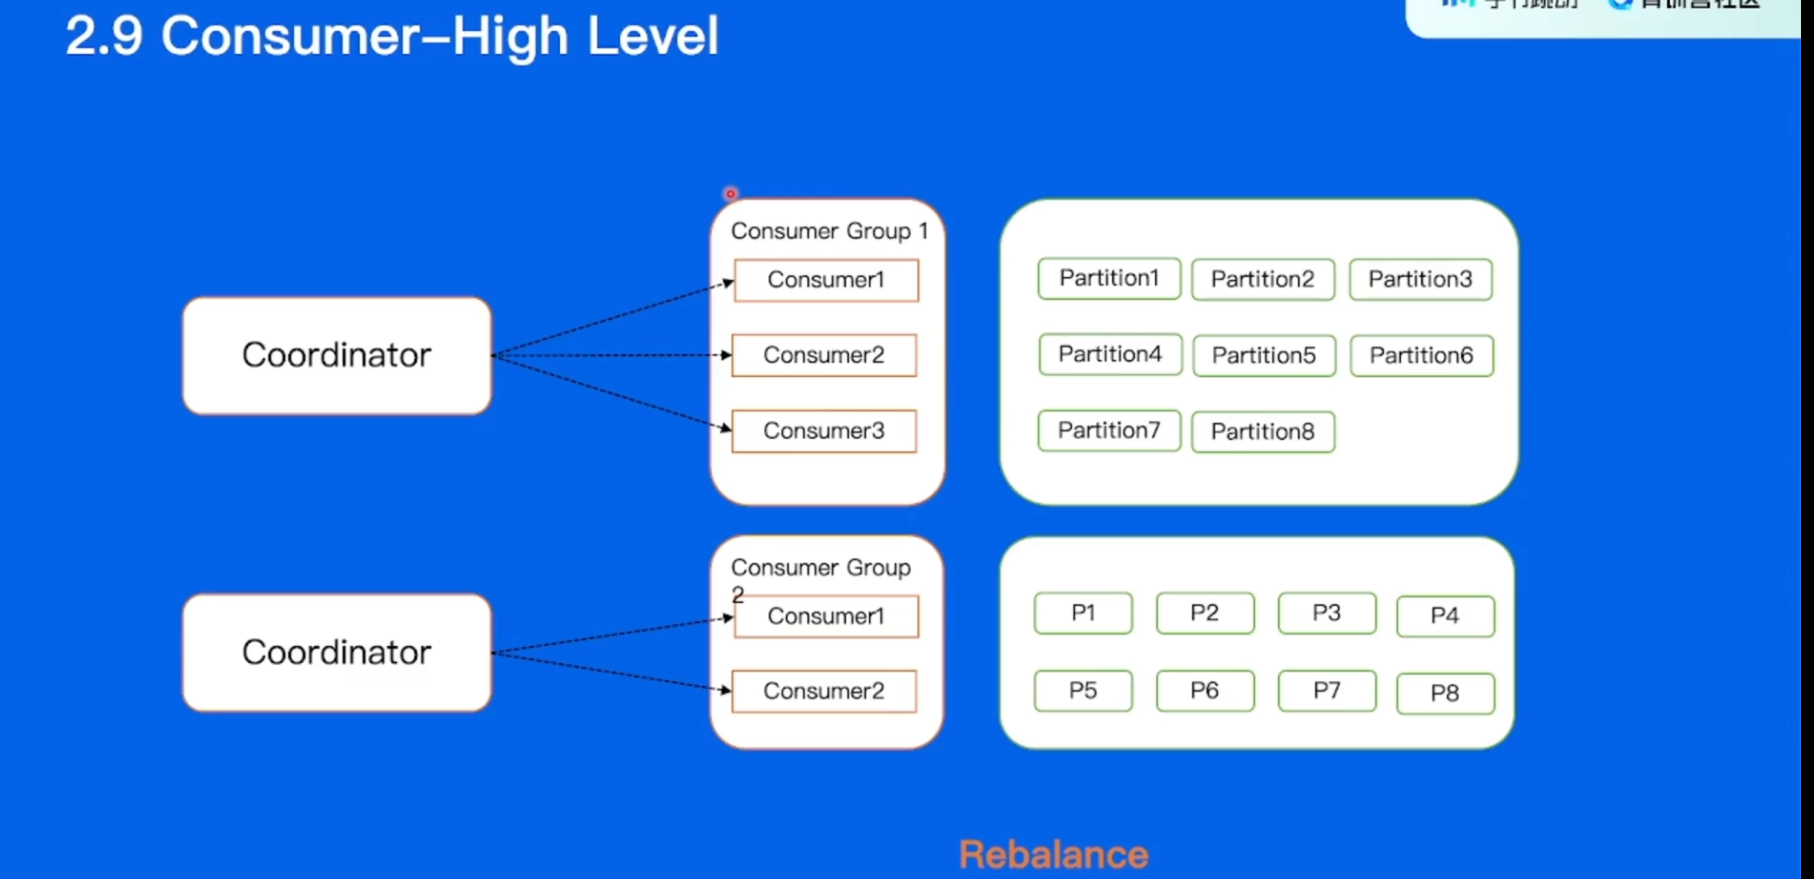 2.9 Consumer-High Level
Consumer Group 1
Consumer1
Consumer2
Consumer3
Coordinator
Partition1 Partition2 Partition3
Partition4 Partition5 Partition6
Partition7 Partition8
Consumer Group
2
Consumer1
Consumer2
Coordinator
P1 P2 P3 P4
P5 P6 P7 P8
Rebalance